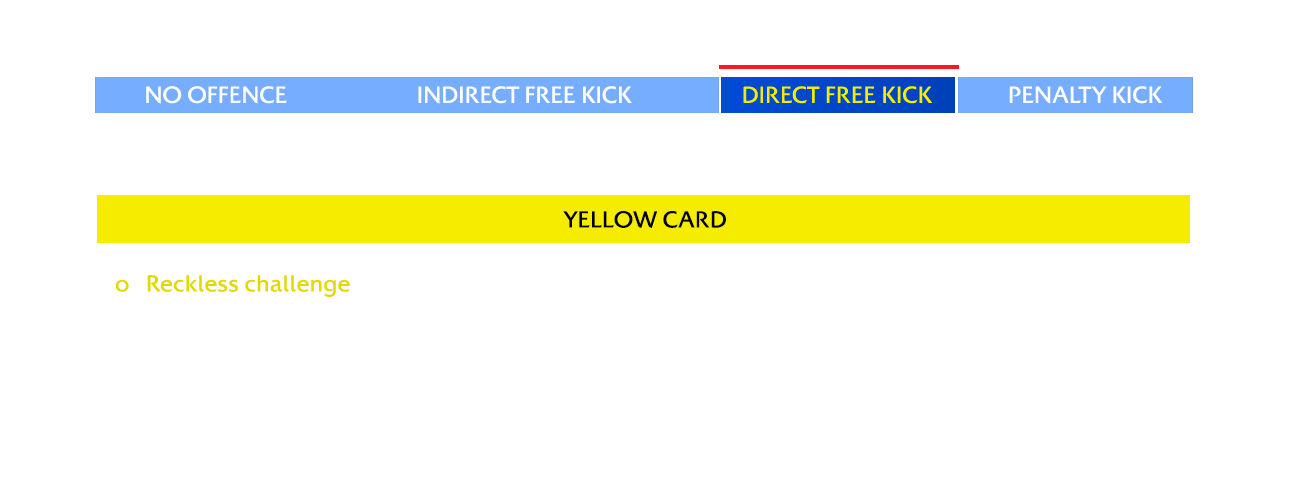 NO OFFENCE INDIRECT FREE KICK DIRECT FREE KICK PENALTY KICK
YELLOW CARD
o Reckless challenge